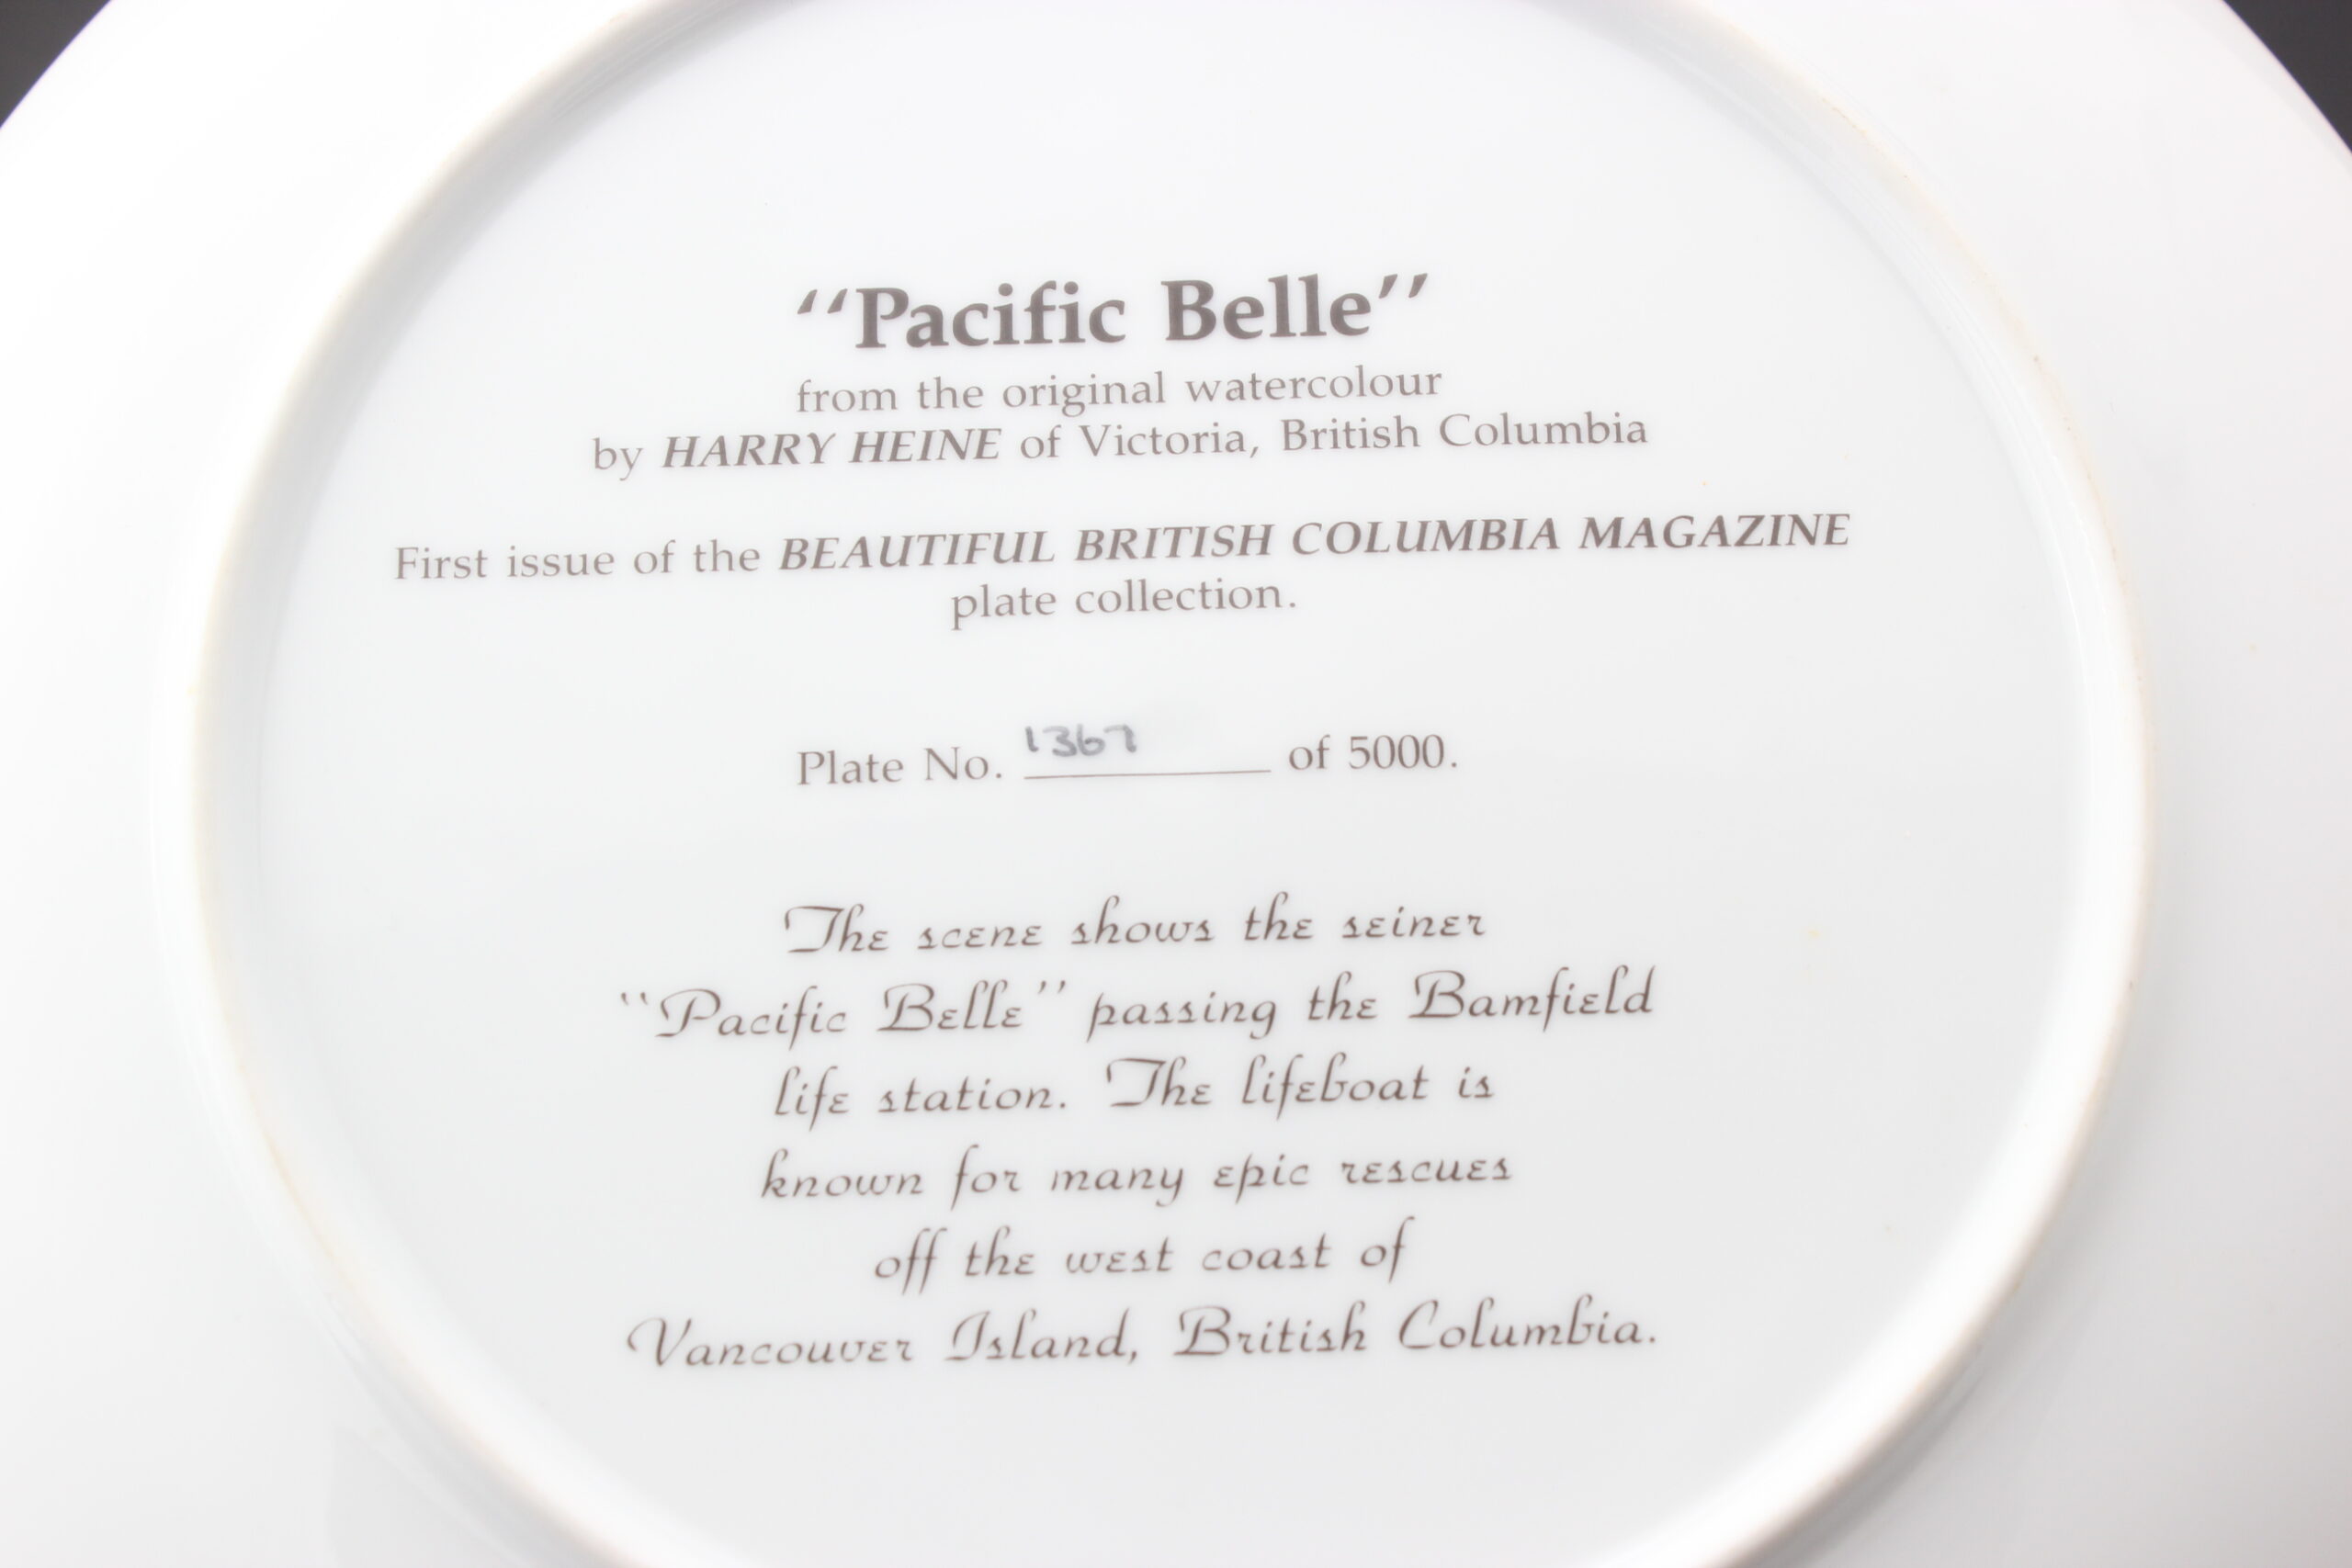 "Pacific Belle"
from the original watercolour
by HARRY HEINE of Victoria, British Columbia
First issue of the BEAUTIFUL BRITISH COLUMBIA MAGAZINE
plate collection.
Plate No. 1367 of 5000.
The scene shows the seiner
"Pacific Belle" passing the Bamfield
life station. The lifeboat is
known for many epic rescues
off the west coast of
Vancouver Island, British Columbia.